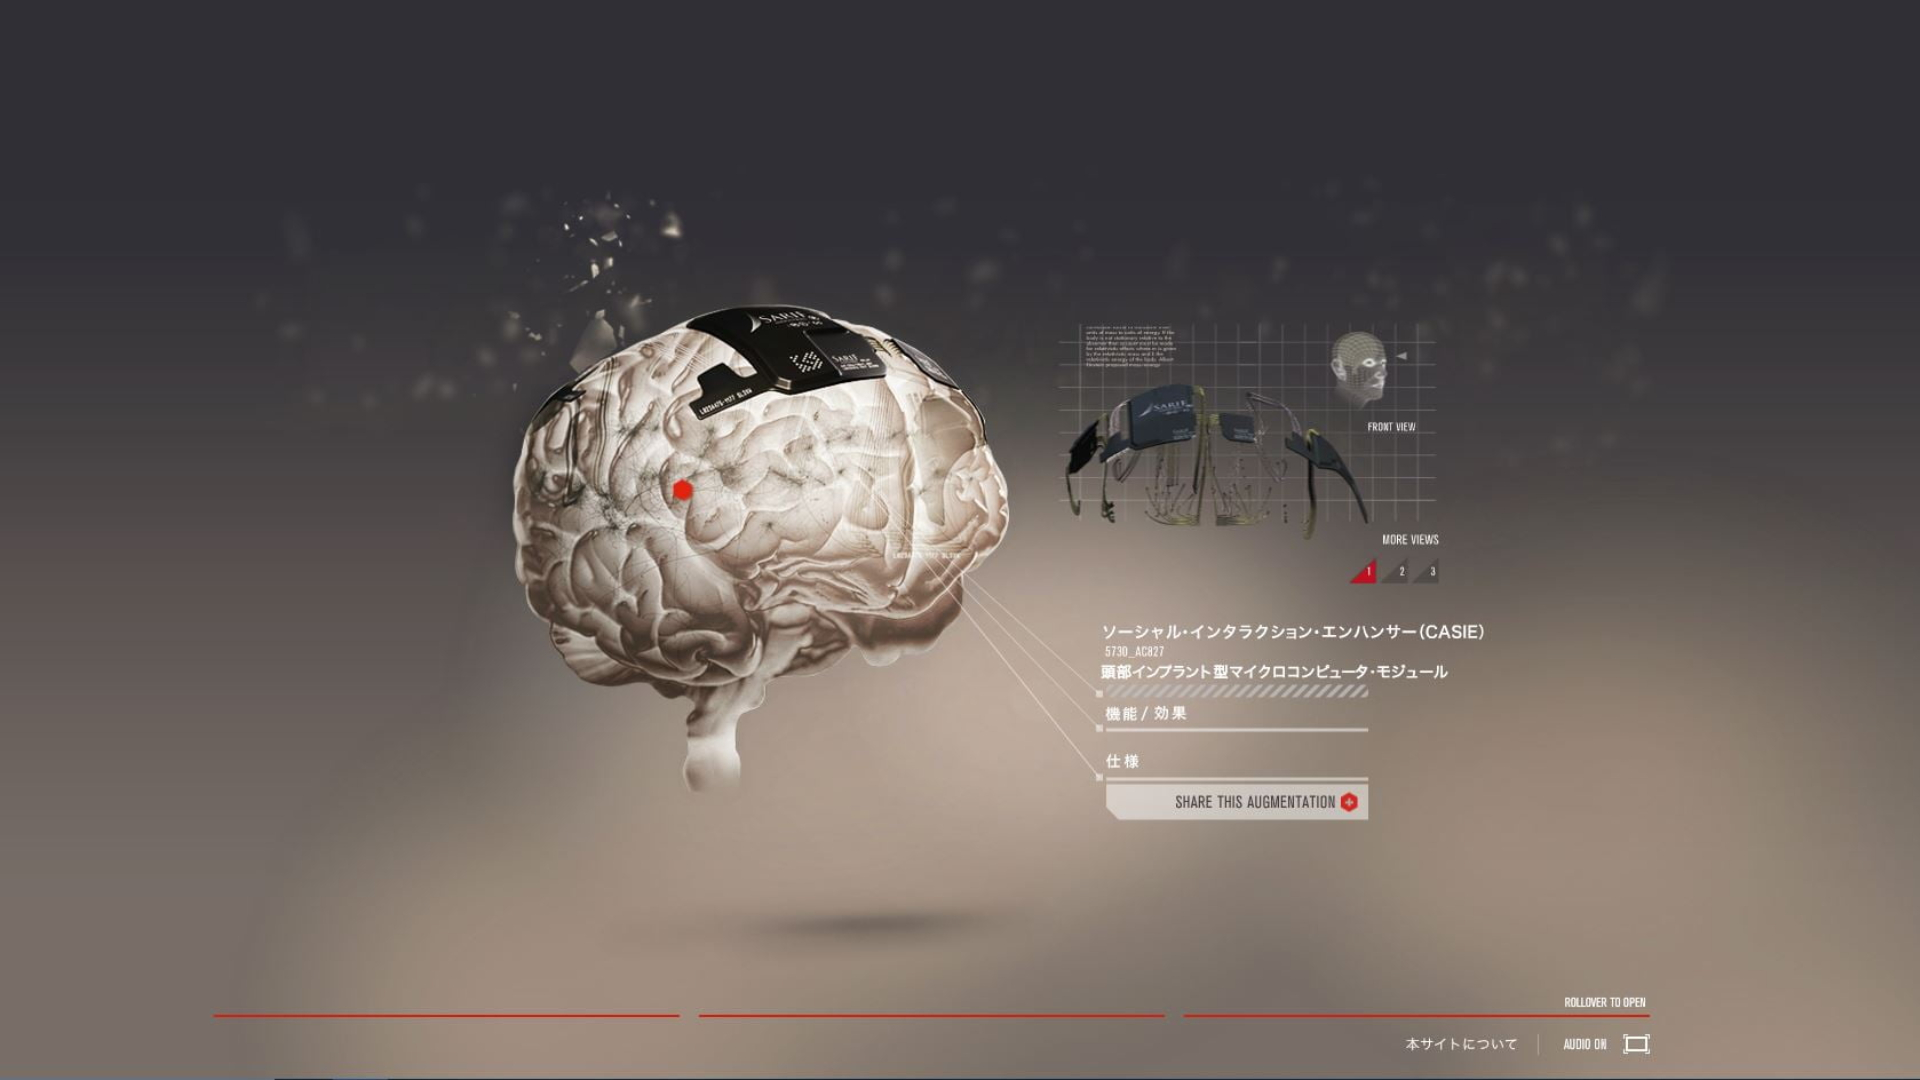 SARIF
SARIF
SARIF
FRONT VIEW
MORE VIEWS
1 2 3
ソーシャル・インタラクション・エンハンサー(CASIE)
5730_AC827
頭部インプラント型マイクロコンピュータ・モジュール
機能/効果
仕様
SHARE THIS AUGMENTATION
ROLLOVER TO OPEN
本サイトについて
AUDIO ON